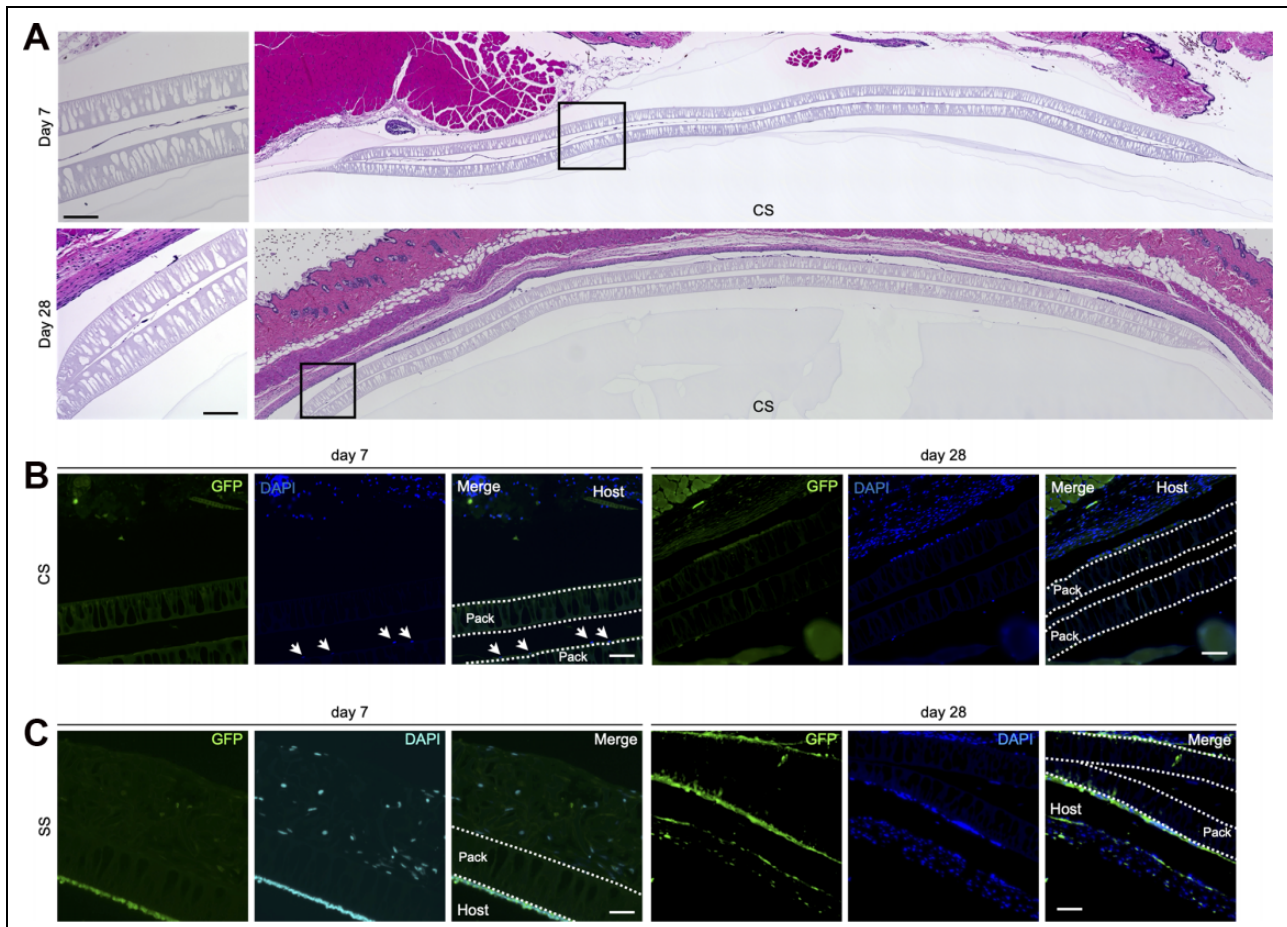 A
Day 7
CS
Day 28
CS
B
day 7
day 28
GFP
DAPI
Merge
Host
Pack
Pack
GFP
DAPI
Merge
Host
Pack
Pack
CS
C
day 7
day 28
GFP
DAPI
Merge
Pack
Host
GFP
DAPI
Merge
Host
Pack
SS